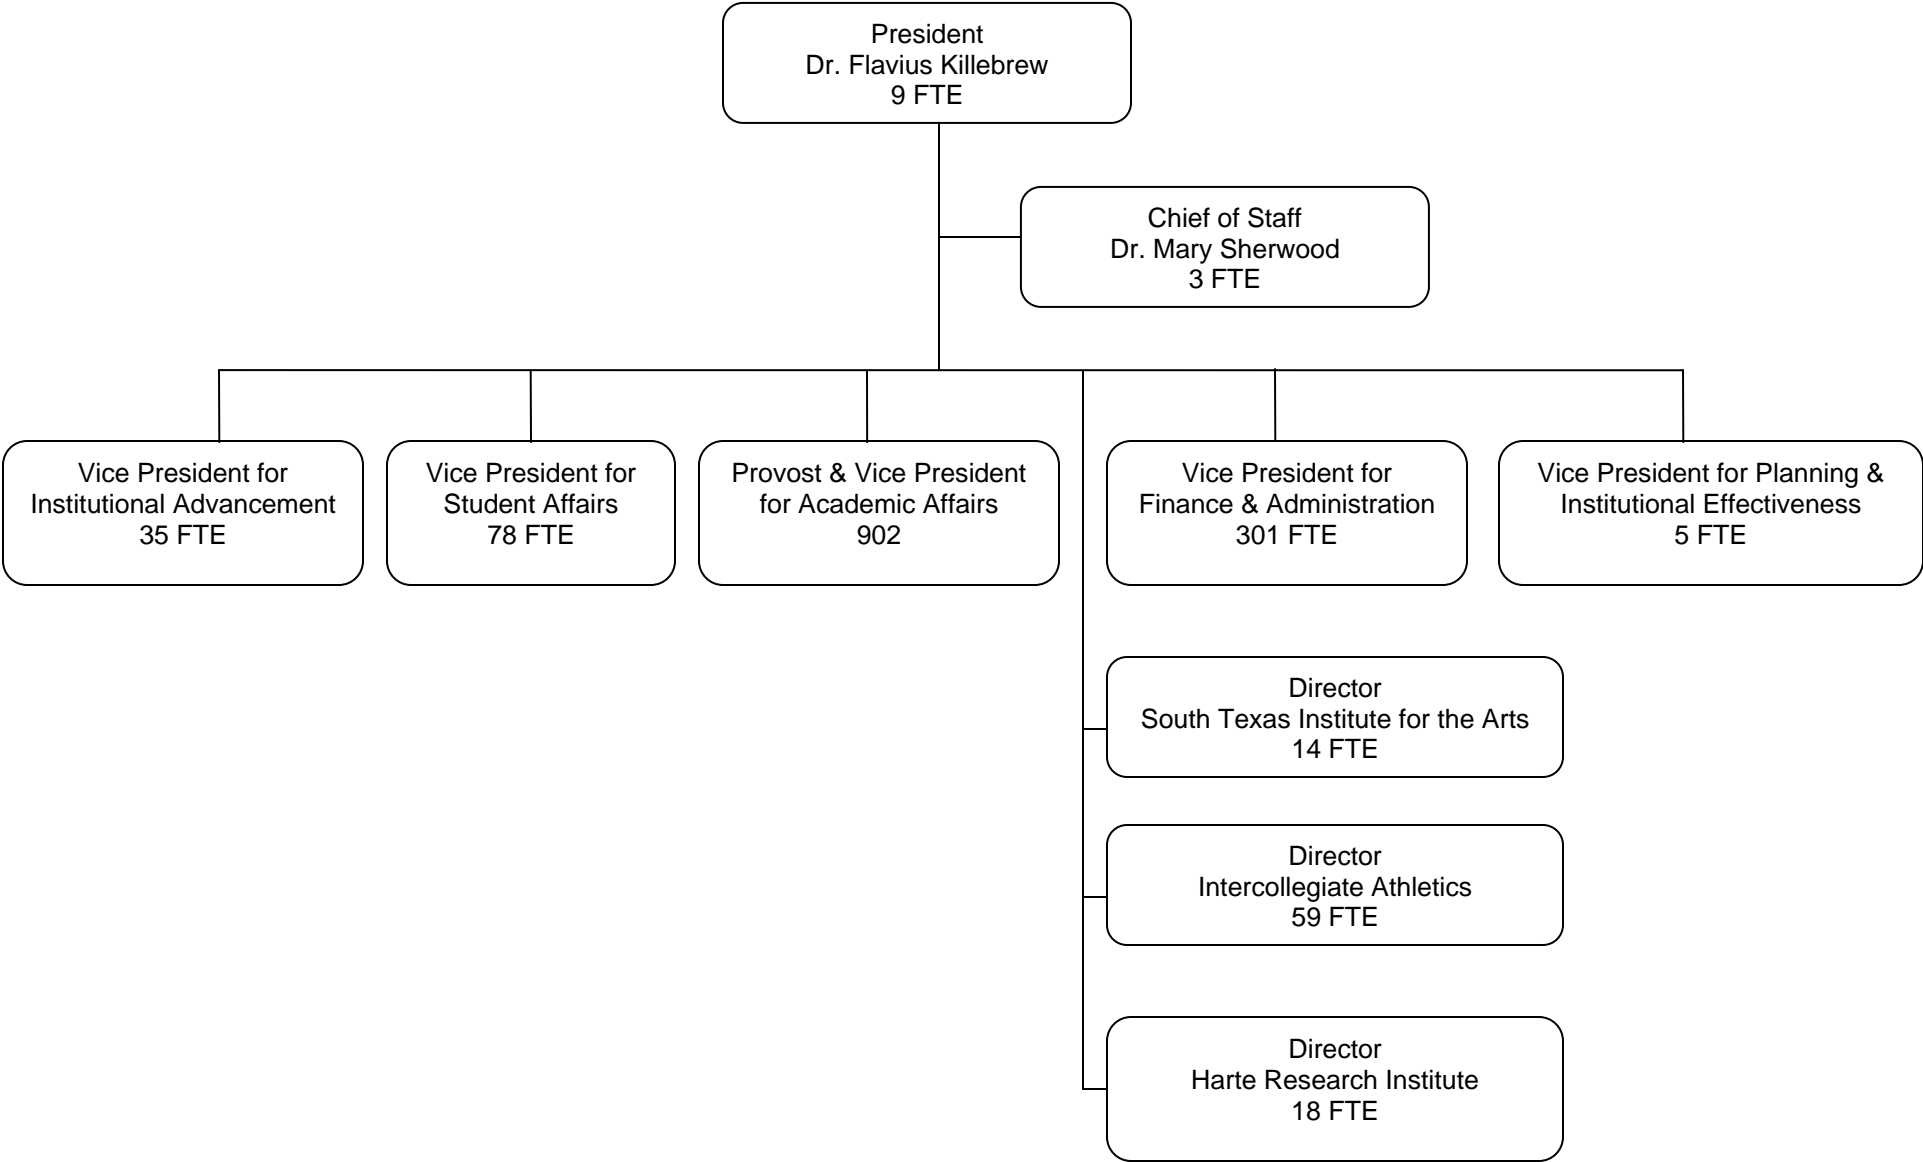 President
Dr. Flavius Killebrew
9 FTE
Chief of Staff
Dr. Mary Sherwood
3 FTE
Vice President for
Institutional Advancement
35 FTE
Vice President for
Student Affairs
78 FTE
Provost & Vice President
for Academic Affairs
902
Vice President for
Finance & Administration
301 FTE
Vice President for Planning &
Institutional Effectiveness
5 FTE
Director
South Texas Institute for the Arts
14 FTE
Director
Intercollegiate Athletics
59 FTE
Director
Harte Research Institute
18 FTE